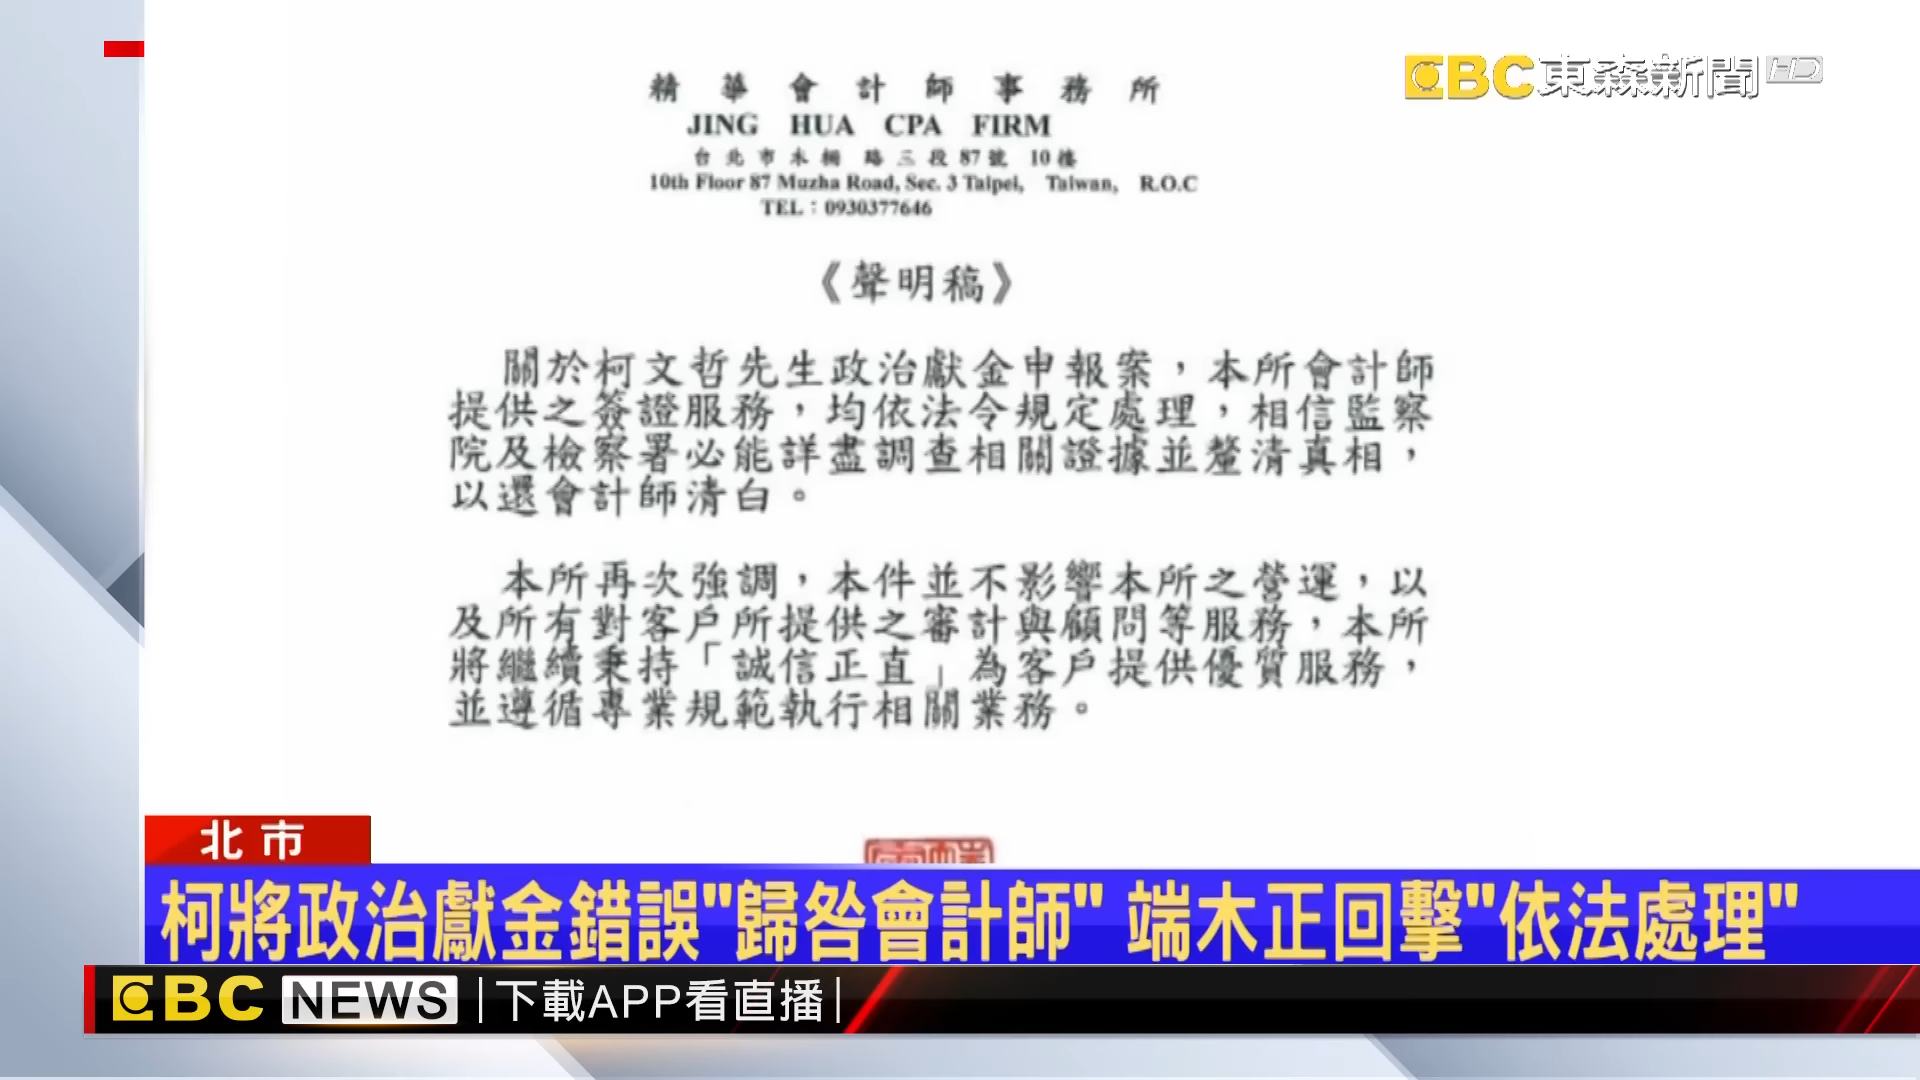 EBC東森新聞HD
精華會計師事務所
JING HUA CPA FIRM
台北市木柵路三段87號 10樓
10th Floor 87 Muzha Road, Sec. 3 Taipei, Taiwan, R.O.C
TEL：0930377646
《聲明稿》
關於柯文哲先生政治獻金申報案，本所會計師
提供之簽證服務，均依法令規定處理，相信監察
院及檢察署必能詳盡調查相關證據並釐清真相，
以還會計師清白。
本所再次強調，本件並不影響本所之營運，以
及所有對客戶所提供之審計與顧問等服務，本所
將繼續秉持「誠信正直」為客戶提供優質服務，
並遵循專業規範執行相關業務。
北市
柯將政治獻金錯誤"歸咎會計師" 端木正回擊"依法處理"
EBC NEWS｜下載APP看直播｜